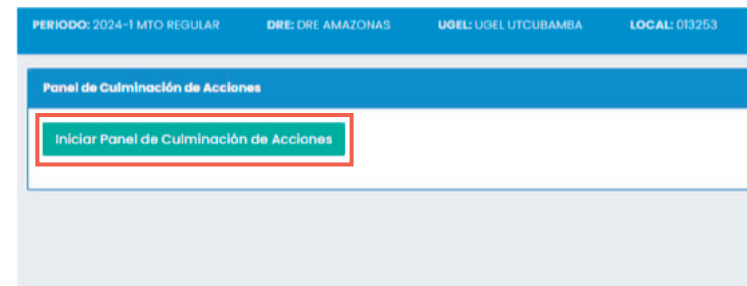 PERIODO: 2024-1 MTO REGULAR DRE: DRE AMAZONAS UGEL: UGEL UTCUBAMBA LOCAL: 013253
Panel de Culminación de Acciones
Iniciar Panel de Culminación de Acciones